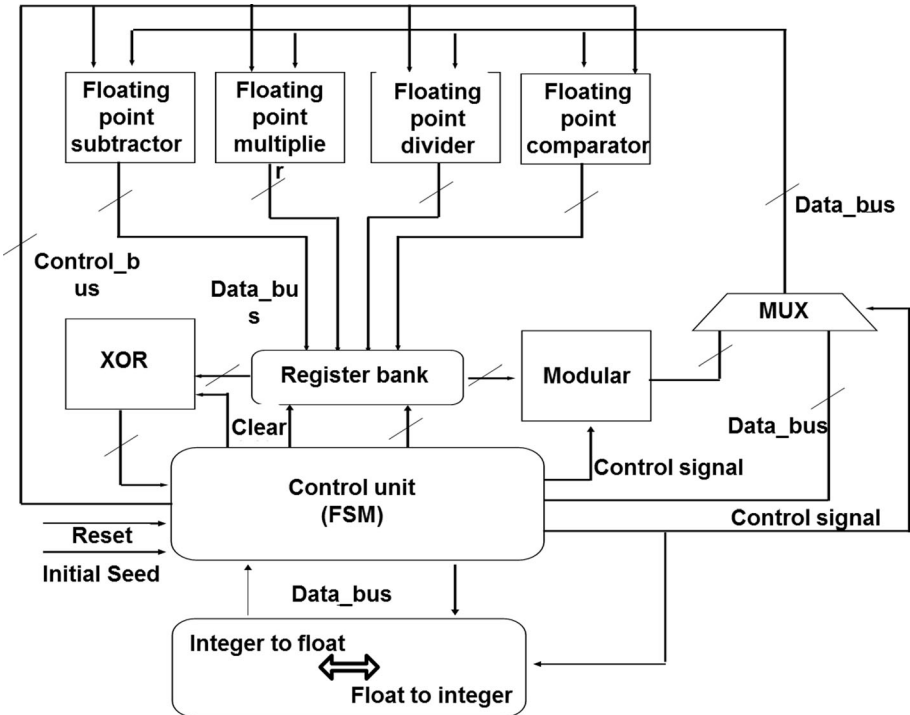 Floating
point
subtractor
Floating
point
multiplie
r
Floating
point
divider
Floating
point
comparator
Data_bus
Control_b
us
Data_bu
s
MUX
XOR
Register bank
Modular
Clear
Data_bus
Control unit
(FSM)
Control signal
Control signal
Reset
Initial Seed
Data_bus
Integer to float
Float to integer